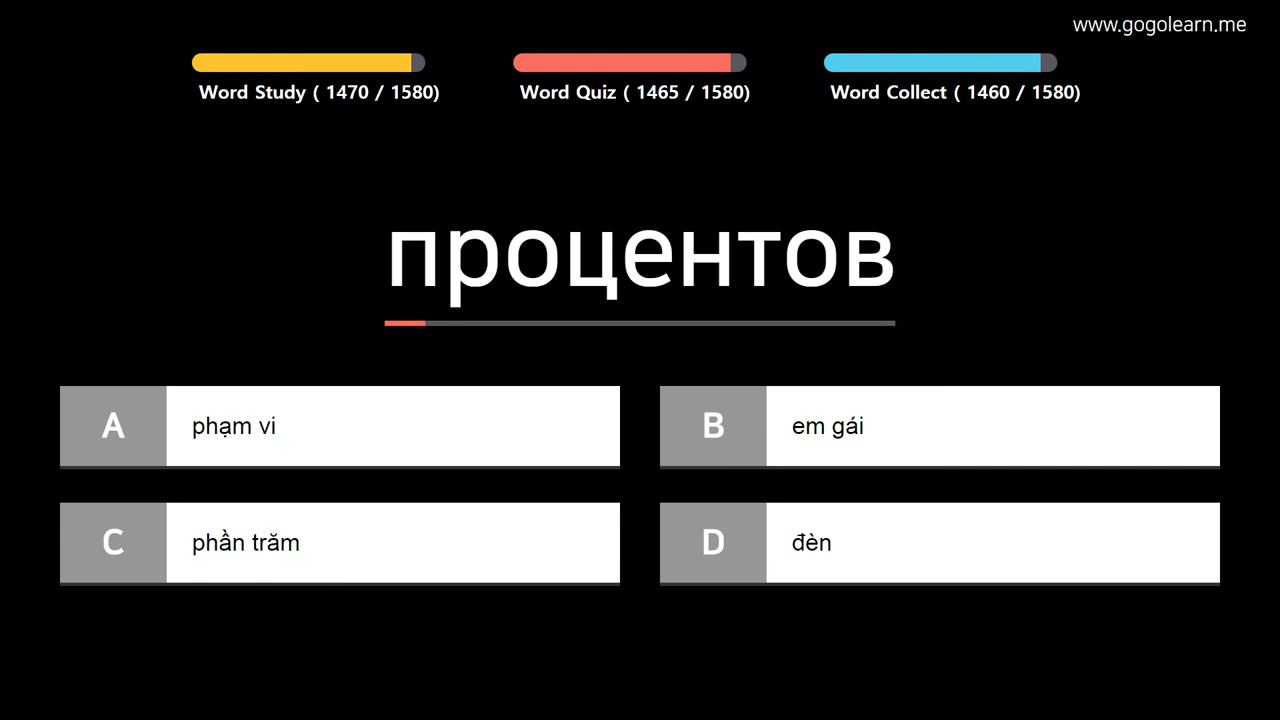 www.gogolearn.me
Word Study ( 1470 / 1580)
Word Quiz ( 1465 / 1580)
Word Collect ( 1460 / 1580)
процентов
A phạm vi
B em gái
C phần trăm
D đèn